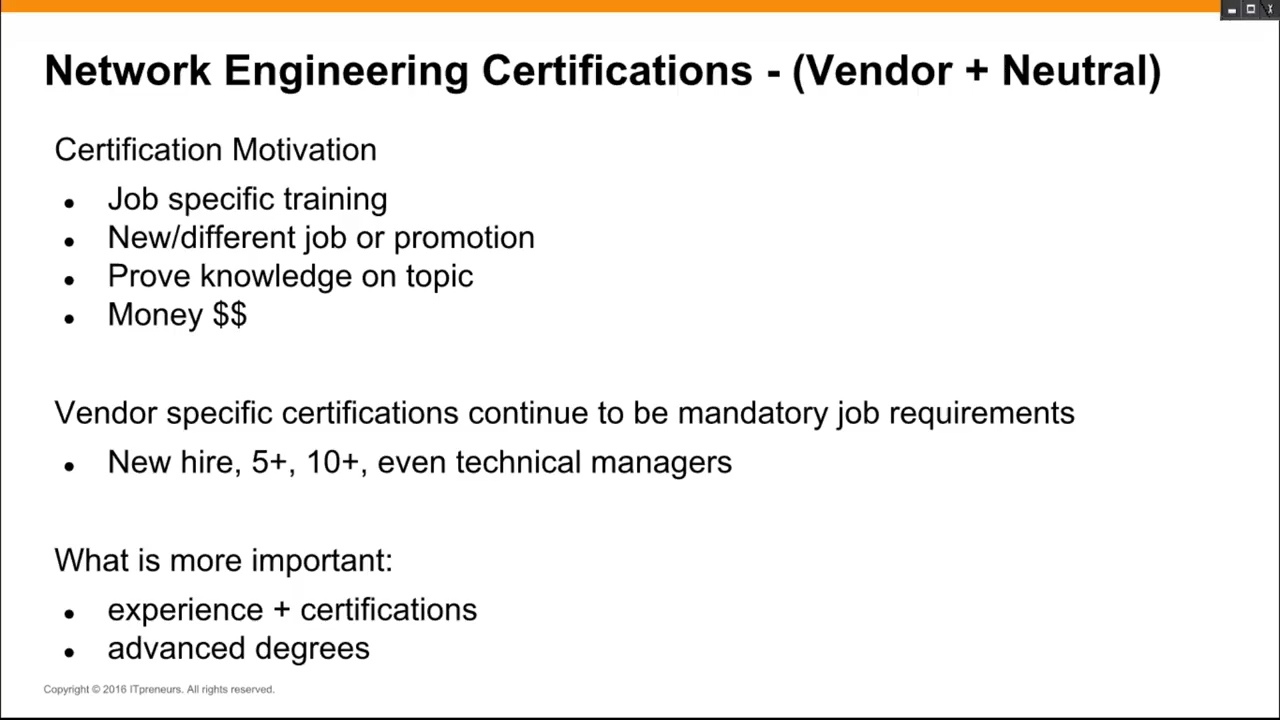 Network Engineering Certifications - (Vendor + Neutral)
Certification Motivation
● Job specific training
● New/different job or promotion
● Prove knowledge on topic
● Money $$
Vendor specific certifications continue to be mandatory job requirements
● New hire, 5+, 10+, even technical managers
What is more important:
● experience + certifications
● advanced degrees
Copyright © 2016 ITpreneurs. All rights reserved.